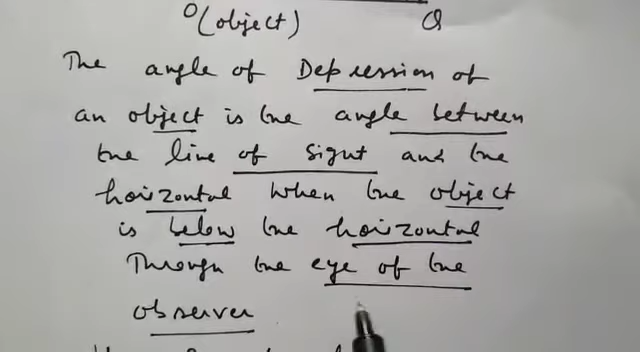 O (object) Q
The angle of Depression of
an object is the angle between
the line of sight and the
horizontal when the object
is below the horizontal
Through the eye of the
observer